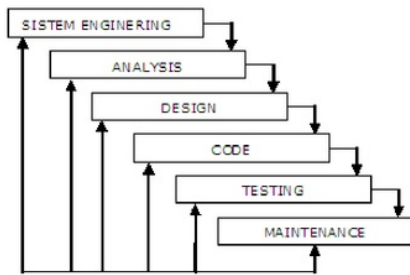 SISTEM ENGINERING
ANALYSIS
DESIGN
CODE
TESTING
MAINTENANCE